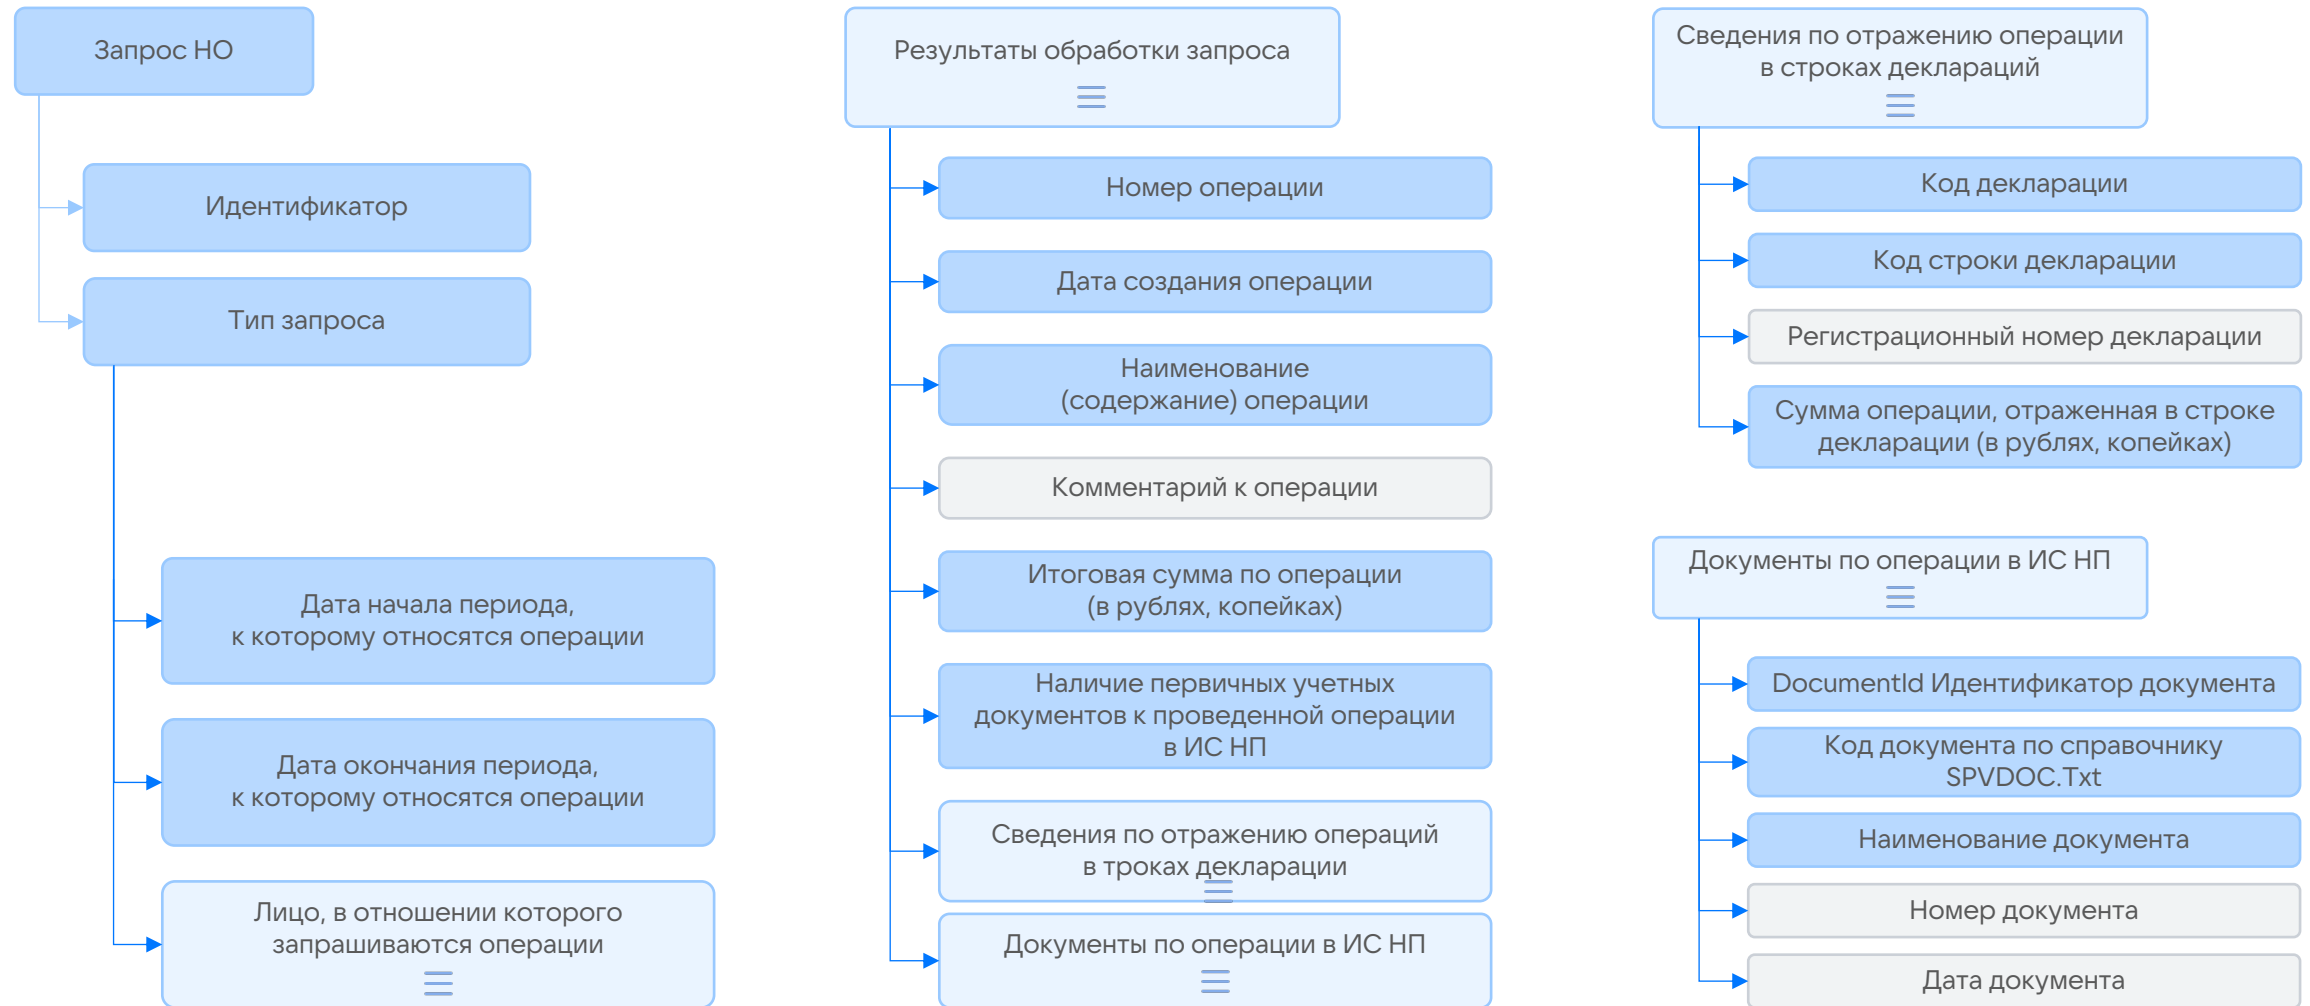 Запрос НО
Идентификатор
Тип запроса
Дата начала периода,
к которому относятся операции
Дата окончания периода,
к которому относятся операции
Лицо, в отношении которого
запрашиваются операции
Результаты обработки запроса
Номер операции
Дата создания операции
Наименование
(содержание) операции
Комментарий к операции
Итоговая сумма по операции
(в рублях, копейках)
Наличие первичных учетных
документов к проведенной операции
в ИС НП
Сведения по отражению операций
в троках декларации
Документы по операции в ИС НП
Сведения по отражению операции
в строках деклараций
Код декларации
Код строки декларации
Регистрационный номер декларации
Сумма операции, отраженная в строке
декларации (в рублях, копейках)
Документы по операции в ИС НП
DocumentId Идентификатор документа
Код документа по справочнику
SPVDOC.Txt
Наименование документа
Номер документа
Дата документа